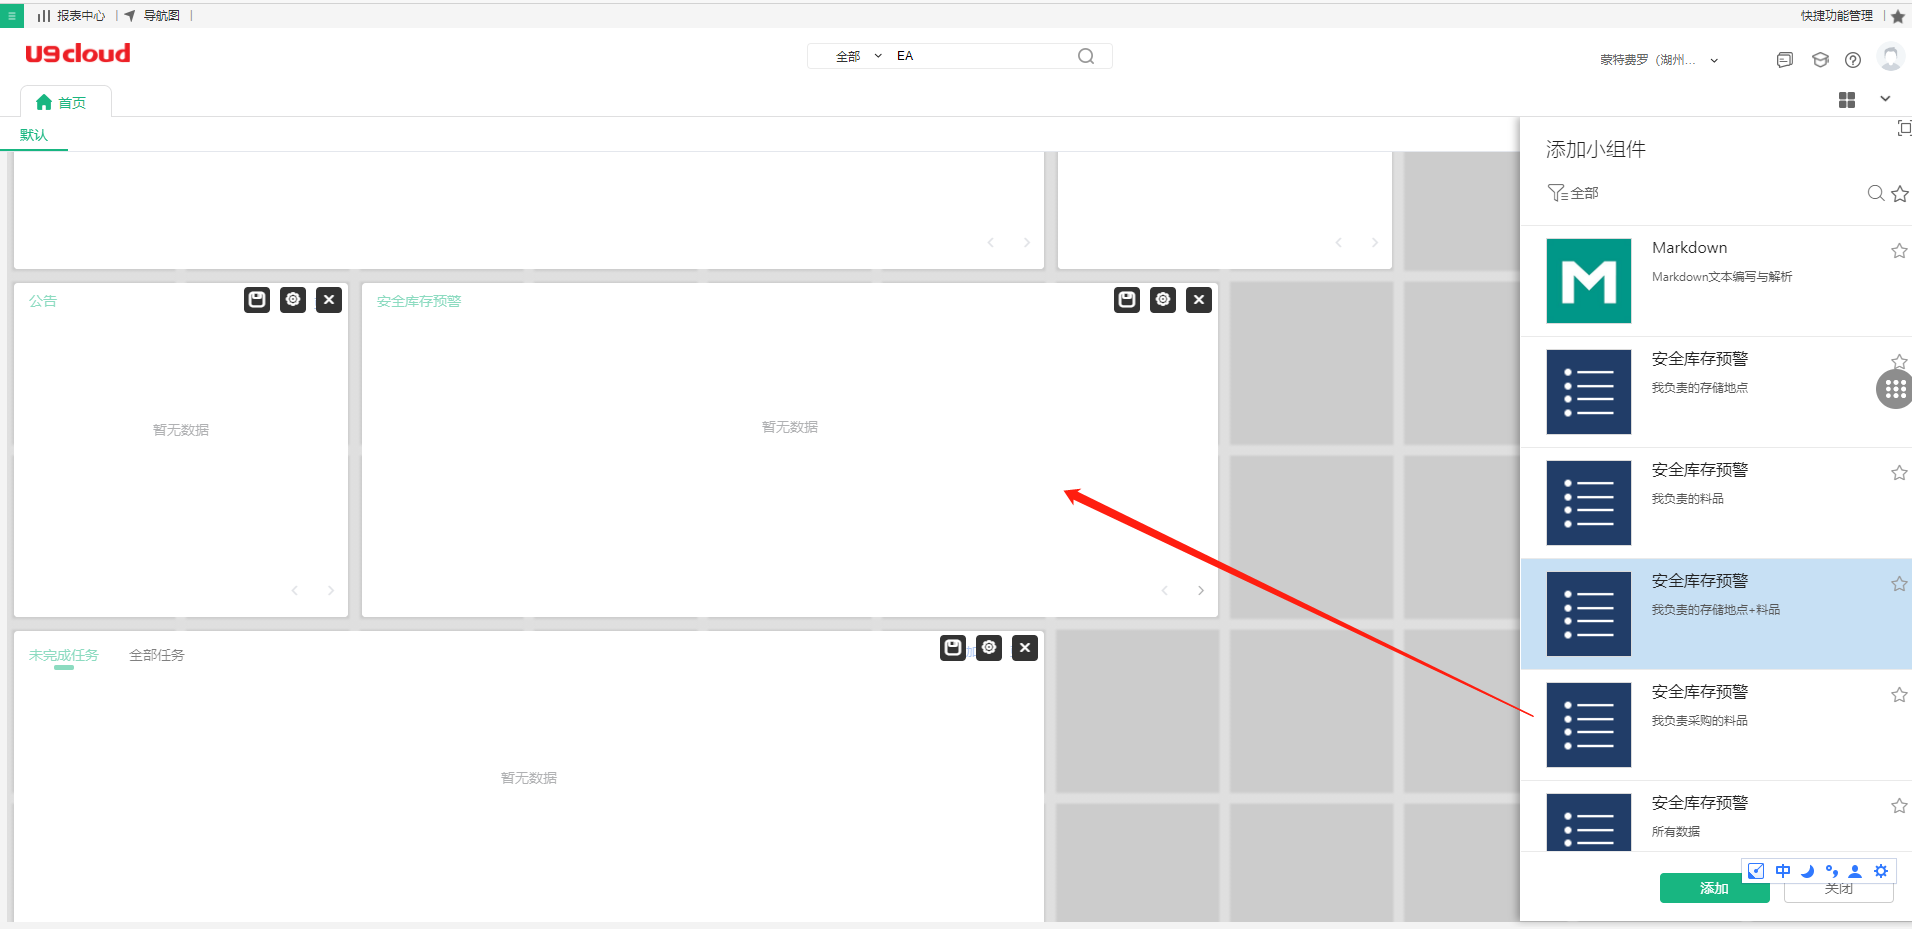 报表中心 | 导航图 |
快捷功能管理 |
U9cloud
全部 EA
蒙特费罗（湖州...
首页
默认
公告
暂无数据
安全库存预警
暂无数据
未完成任务 全部任务
加
暂无数据
添加小组件
全部
Markdown
Markdown文本编写与解析
安全库存预警
我负责的存储地点
安全库存预警
我负责的料品
安全库存预警
我负责的存储地点+料品
安全库存预警
我负责采购的料品
安全库存预警
所有数据
中
添加
关闭